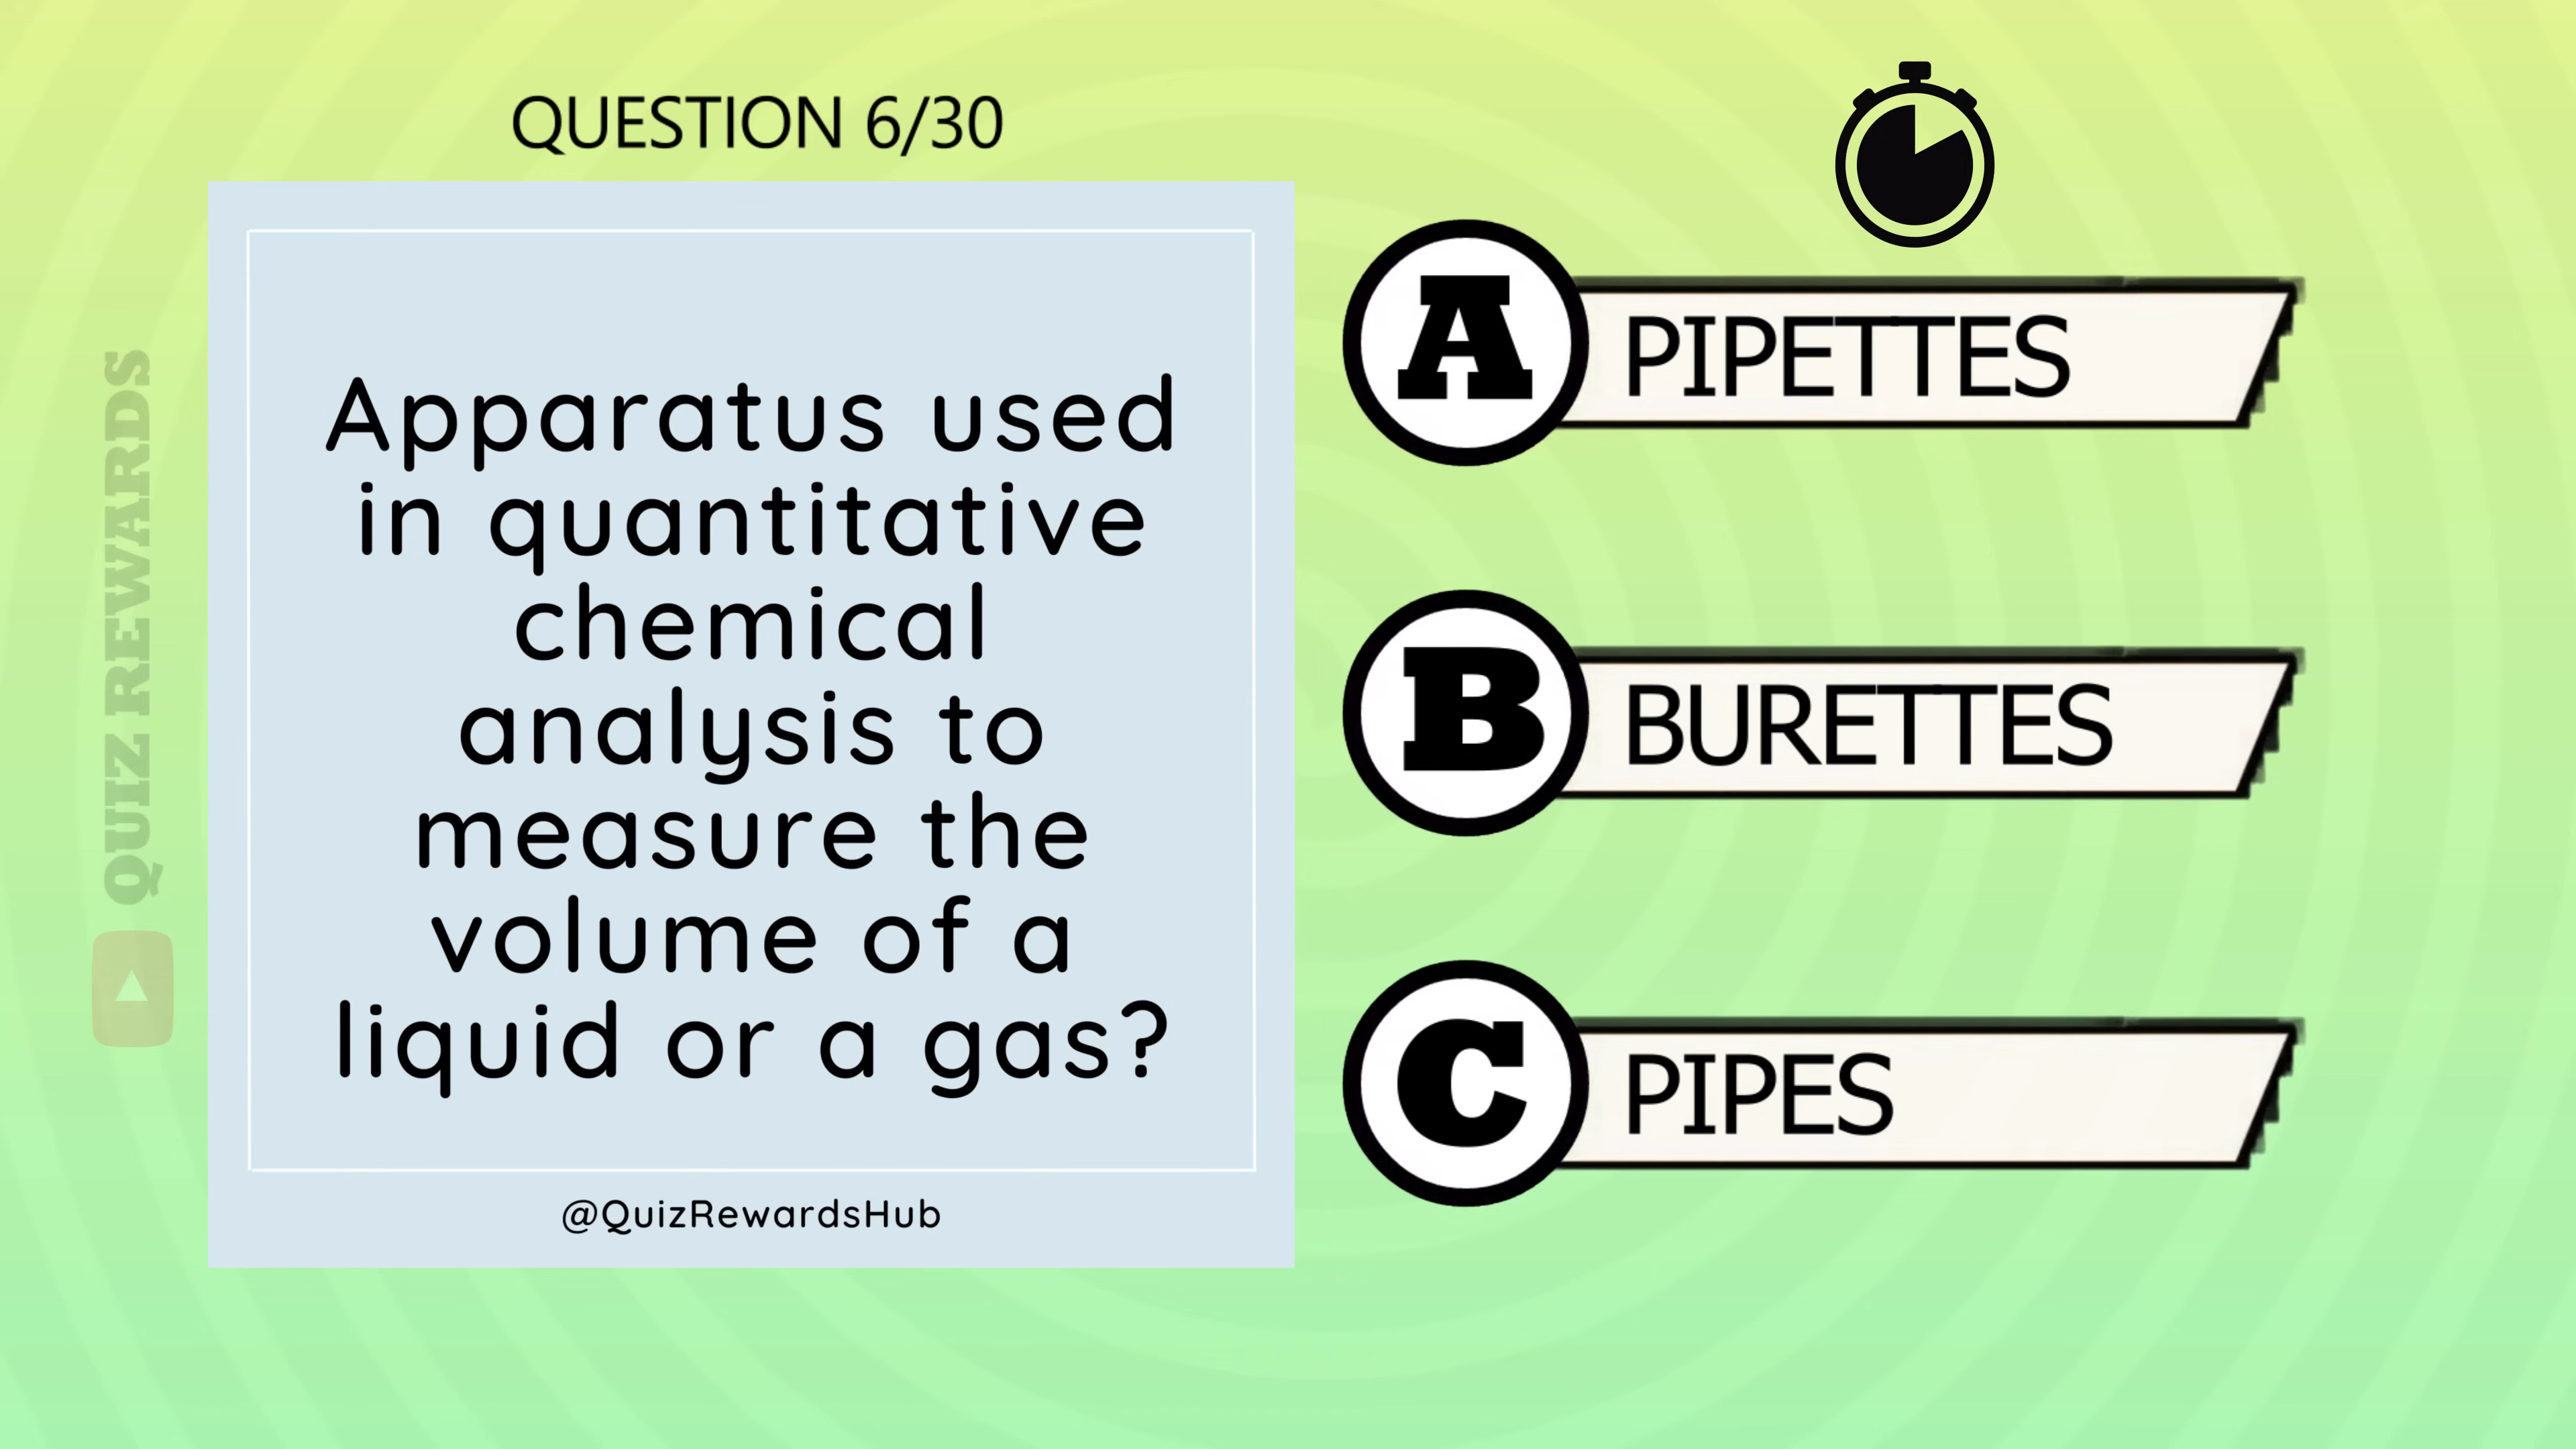 QUESTION 6/30
Apparatus used
in quantitative
chemical
analysis to
measure the
volume of a
liquid or a gas?
@QuizRewardsHub
A PIPETTES
B BURETTES
C PIPES
QUIZ REWARDS